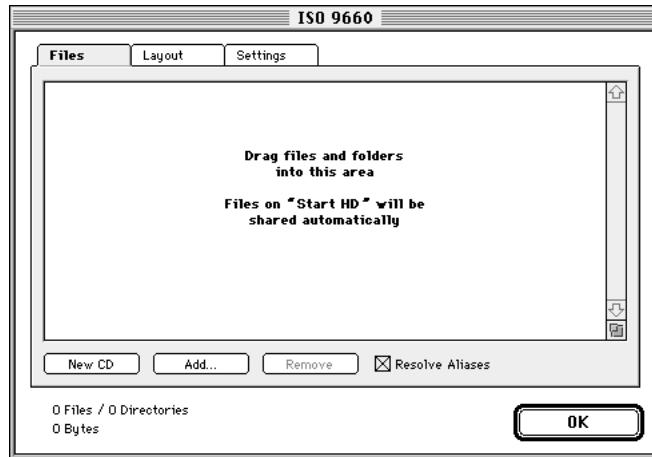 ISO 9660
Files Layout Settings
Drag files and folders
into this area
Files on "Start HD" will be
shared automatically
New CD Add... Remove Resolve Aliases
0 Files / 0 Directories
0 Bytes
OK